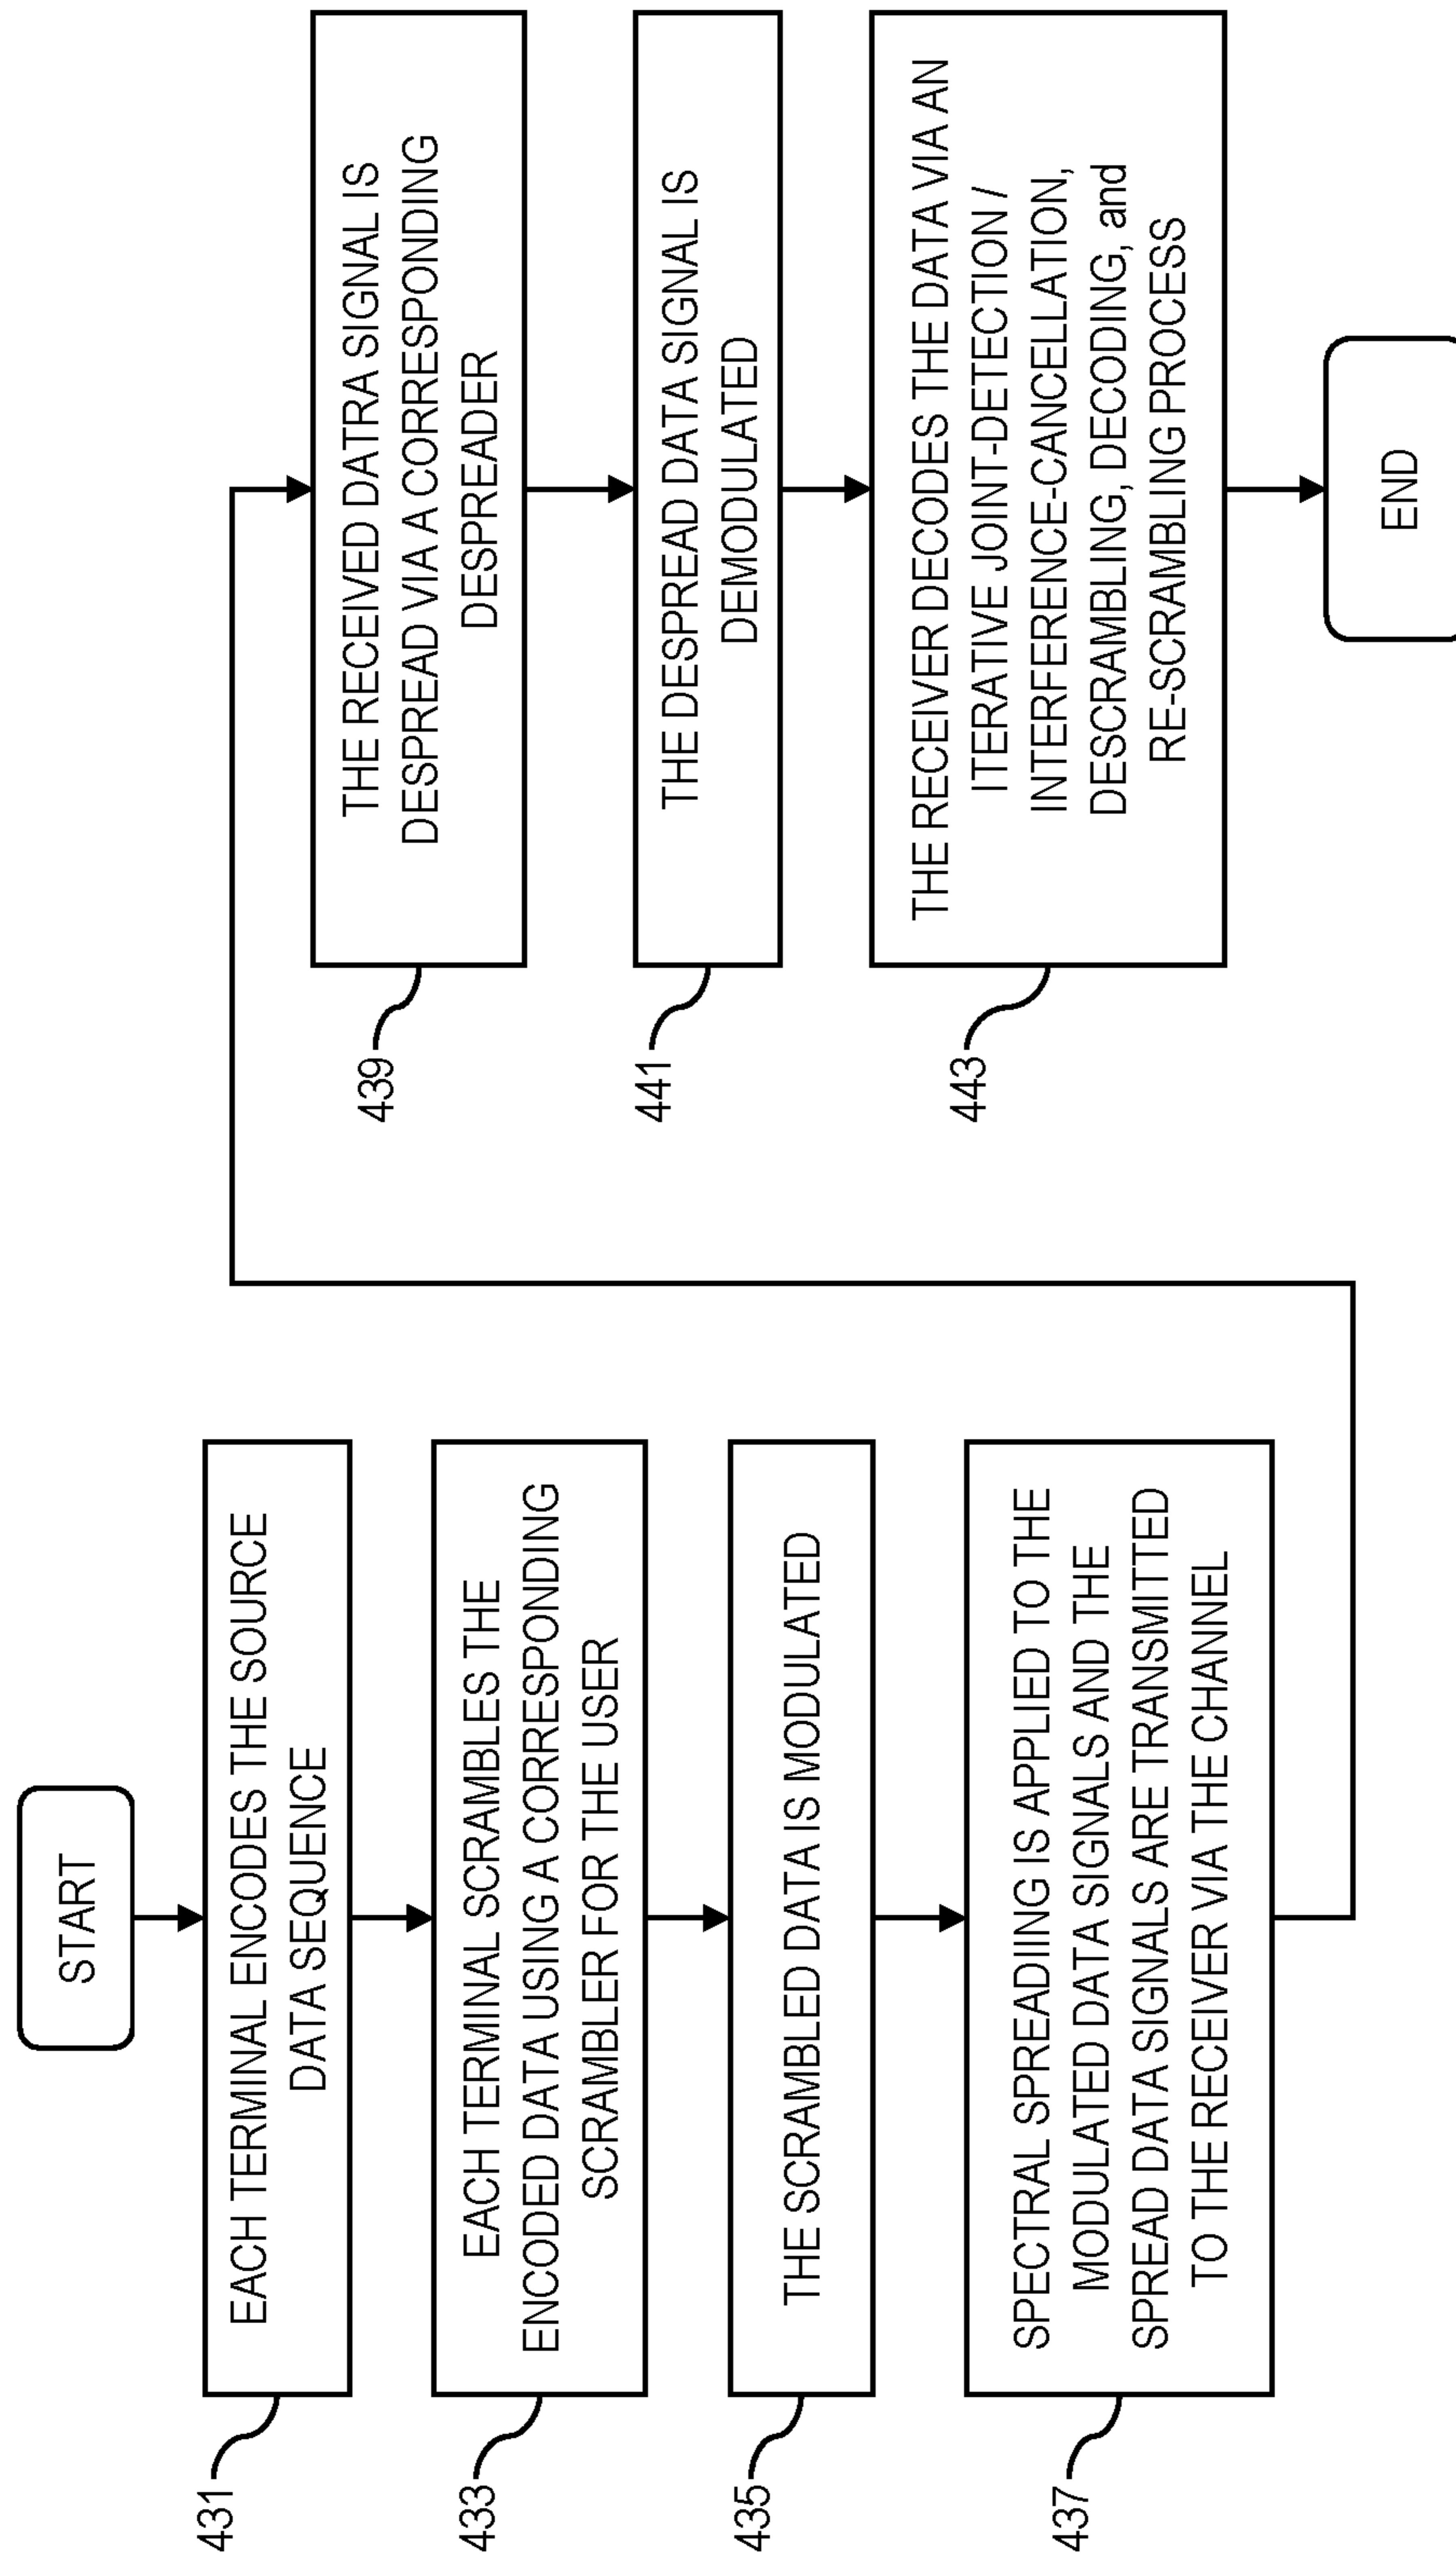 START
431
EACH TERMINAL ENCODES THE SOURCE
DATA SEQUENCE
433
EACH TERMINAL SCRAMBLES THE
ENCODED DATA USING A CORRESPONDING
SCRAMBLER FOR THE USER
435
THE SCRAMBLED DATA IS MODULATED
437
SPECTRAL SPREADIING IS APPLIED TO THE
MODULATED DATA SIGNALS AND THE
SPREAD DATA SIGNALS ARE TRANSMITTED
TO THE RECEIVER VIA THE CHANNEL
439
THE RECEIVED DATRA SIGNAL IS
DESPREAD VIA A CORRESPONDING
DESPREADER
441
THE DESPREAD DATA SIGNAL IS
DEMODULATED
443
THE RECEIVER DECODES THE DATA VIA AN
ITERATIVE JOINT-DETECTION /
INTERFERENCE-CANCELLATION,
DESCRAMBLING, DECODING, and
RE-SCRAMBLING PROCESS
END